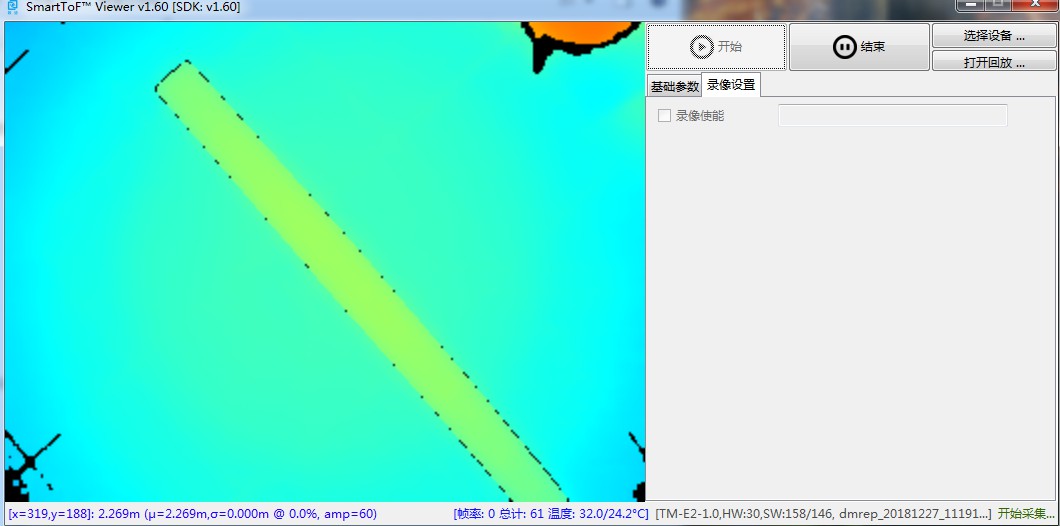 SmartToF™ Viewer v1.60 [SDK: v1.60]
开始
结束
选择设备 ...
打开回放 ...
基础参数
录像设置
录像使能
[x=319,y=188]: 2.269m (μ=2.269m,σ=0.000m @ 0.0%, amp=60)
[帧率: 0 总计: 61 温度: 32.0/24.2°C]
[TM-E2-1.0,HW:30,SW:158/146, dmrep_20181227_11191...]
开始采集...